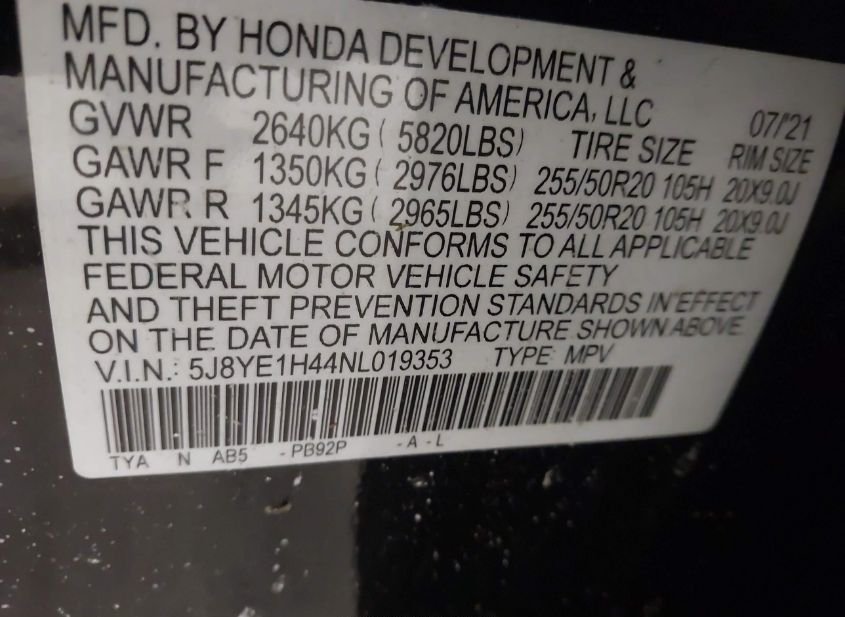 MFD. BY HONDA DEVELOPMENT &
MANUFACTURING OF AMERICA, LLC 07/'21
GVWR 2640KG ( 5820LBS) TIRE SIZE RIM SIZE
GAWR F 1350KG ( 2976LBS) 255/50R20 105H 20X9.0J
GAWR R 1345KG ( 2965LBS) 255/50R20 105H 20X9.0J
THIS VEHICLE CONFORMS TO ALL APPLICABLE
FEDERAL MOTOR VEHICLE SAFETY
AND THEFT PREVENTION STANDARDS IN EFFECT
ON THE DATE OF MANUFACTURE SHOWN ABOVE
V.I.N.: 5J8YE1H44NL019353 TYPE: MPV
TYA N AB5 - PB92P - A - L